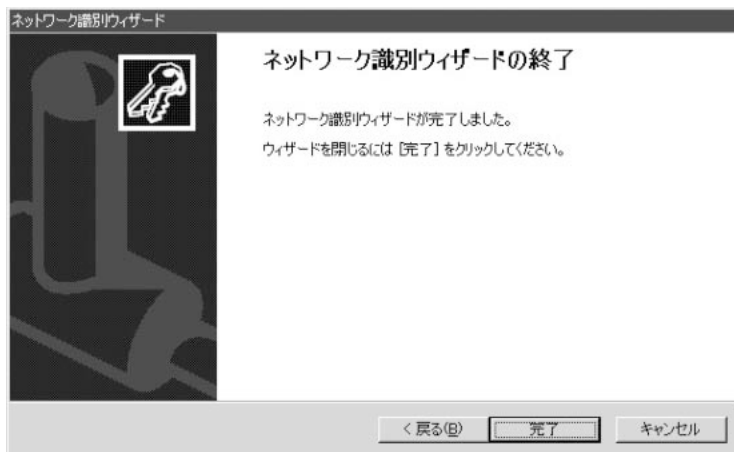 ネットワーク識別ウィザード
ネットワーク識別ウィザードの終了
ネットワーク識別ウィザードが完了しました。
ウィザードを閉じるには [完了] をクリックしてください。
< 戻る(B)
完了
キャンセル